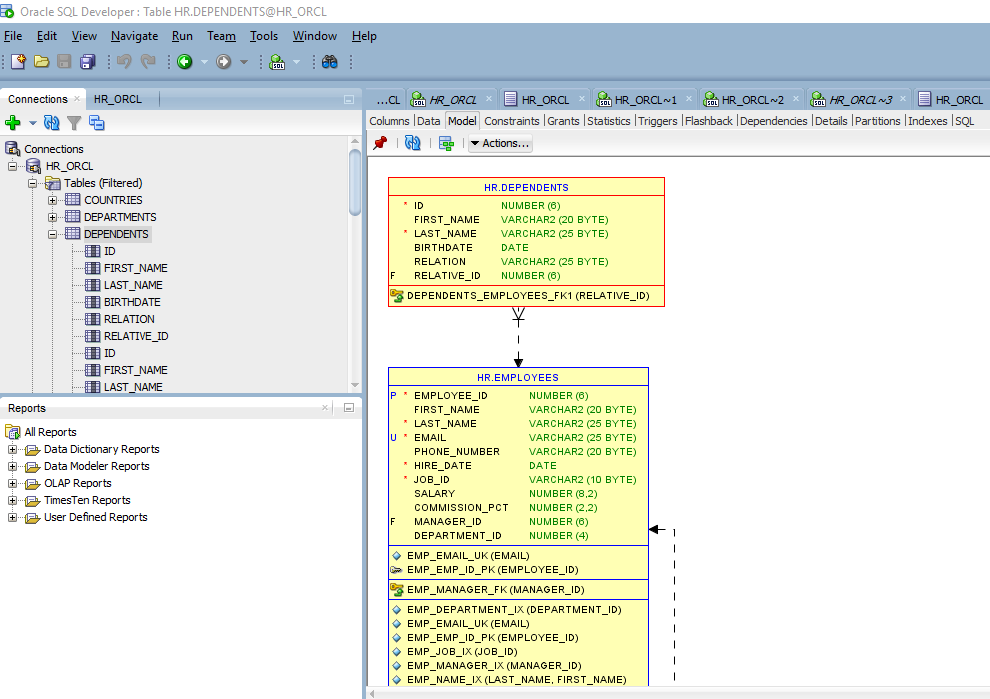 Oracle SQL Developer : Table HR.DEPENDENTS@HR_ORCL
File Edit View Navigate Run Team Tools Window Help
Connections HR_ORCL
...CL HR_ORCL HR_ORCL HR_ORCL~1 HR_ORCL~2 HR_ORCL~3 HR_ORCL
Columns Data Model Constraints Grants Statistics Triggers Flashback Dependencies Details Partitions Indexes SQL
Actions...
Connections
HR_ORCL
Tables (Filtered)
COUNTRIES
DEPARTMENTS
DEPENDENTS
ID
FIRST_NAME
LAST_NAME
BIRTHDATE
RELATION
RELATIVE_ID
ID
FIRST_NAME
LAST_NAME
Reports
All Reports
Data Dictionary Reports
Data Modeler Reports
OLAP Reports
TimesTen Reports
User Defined Reports
HR.DEPENDENTS
* ID NUMBER (6)
FIRST_NAME VARCHAR2 (20 BYTE)
* LAST_NAME VARCHAR2 (25 BYTE)
BIRTHDATE DATE
RELATION VARCHAR2 (25 BYTE)
F RELATIVE_ID NUMBER (6)
DEPENDENTS_EMPLOYEES_FK1 (RELATIVE_ID)
HR.EMPLOYEES
P * EMPLOYEE_ID NUMBER (6)
FIRST_NAME VARCHAR2 (20 BYTE)
* LAST_NAME VARCHAR2 (25 BYTE)
U * EMAIL VARCHAR2 (25 BYTE)
PHONE_NUMBER VARCHAR2 (20 BYTE)
* HIRE_DATE DATE
* JOB_ID VARCHAR2 (10 BYTE)
SALARY NUMBER (8,2)
COMMISSION_PCT NUMBER (2,2)
F MANAGER_ID NUMBER (6)
DEPARTMENT_ID NUMBER (4)
EMP_EMAIL_UK (EMAIL)
EMP_EMP_ID_PK (EMPLOYEE_ID)
EMP_MANAGER_FK (MANAGER_ID)
EMP_DEPARTMENT_IX (DEPARTMENT_ID)
EMP_EMAIL_UK (EMAIL)
EMP_EMP_ID_PK (EMPLOYEE_ID)
EMP_JOB_IX (JOB_ID)
EMP_MANAGER_IX (MANAGER_ID)
EMP_NAME_IX (LAST_NAME, FIRST_NAME)